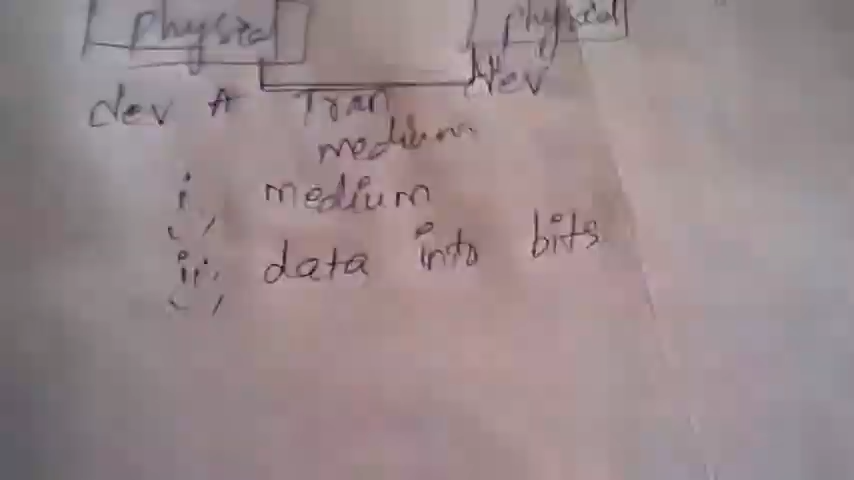 physical physical
dev A Tran dev
medium
i, medium
ii, data into bits